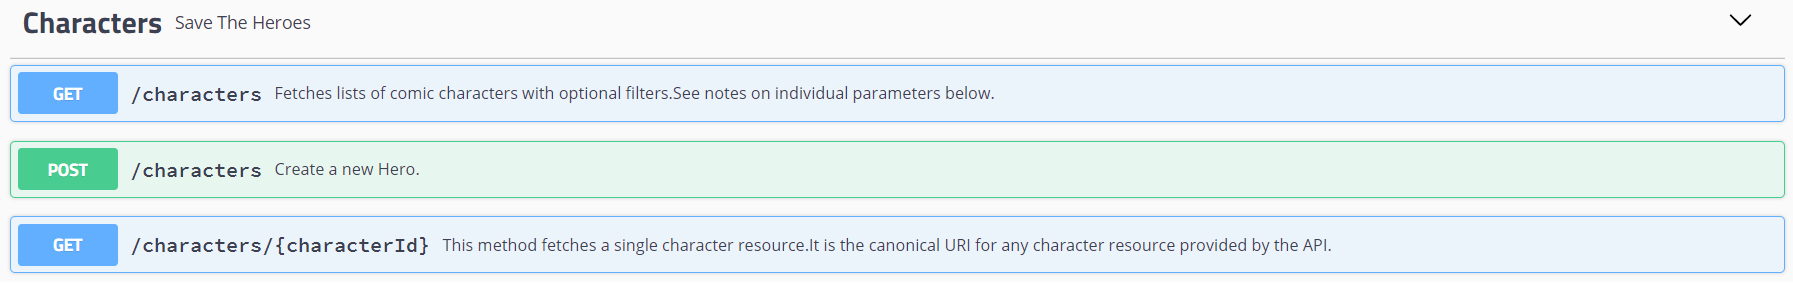 Characters Save The Heroes
GET /characters Fetches lists of comic characters with optional filters.See notes on individual parameters below.
POST /characters Create a new Hero.
GET /characters/{characterId} This method fetches a single character resource.It is the canonical URI for any character resource provided by the API.